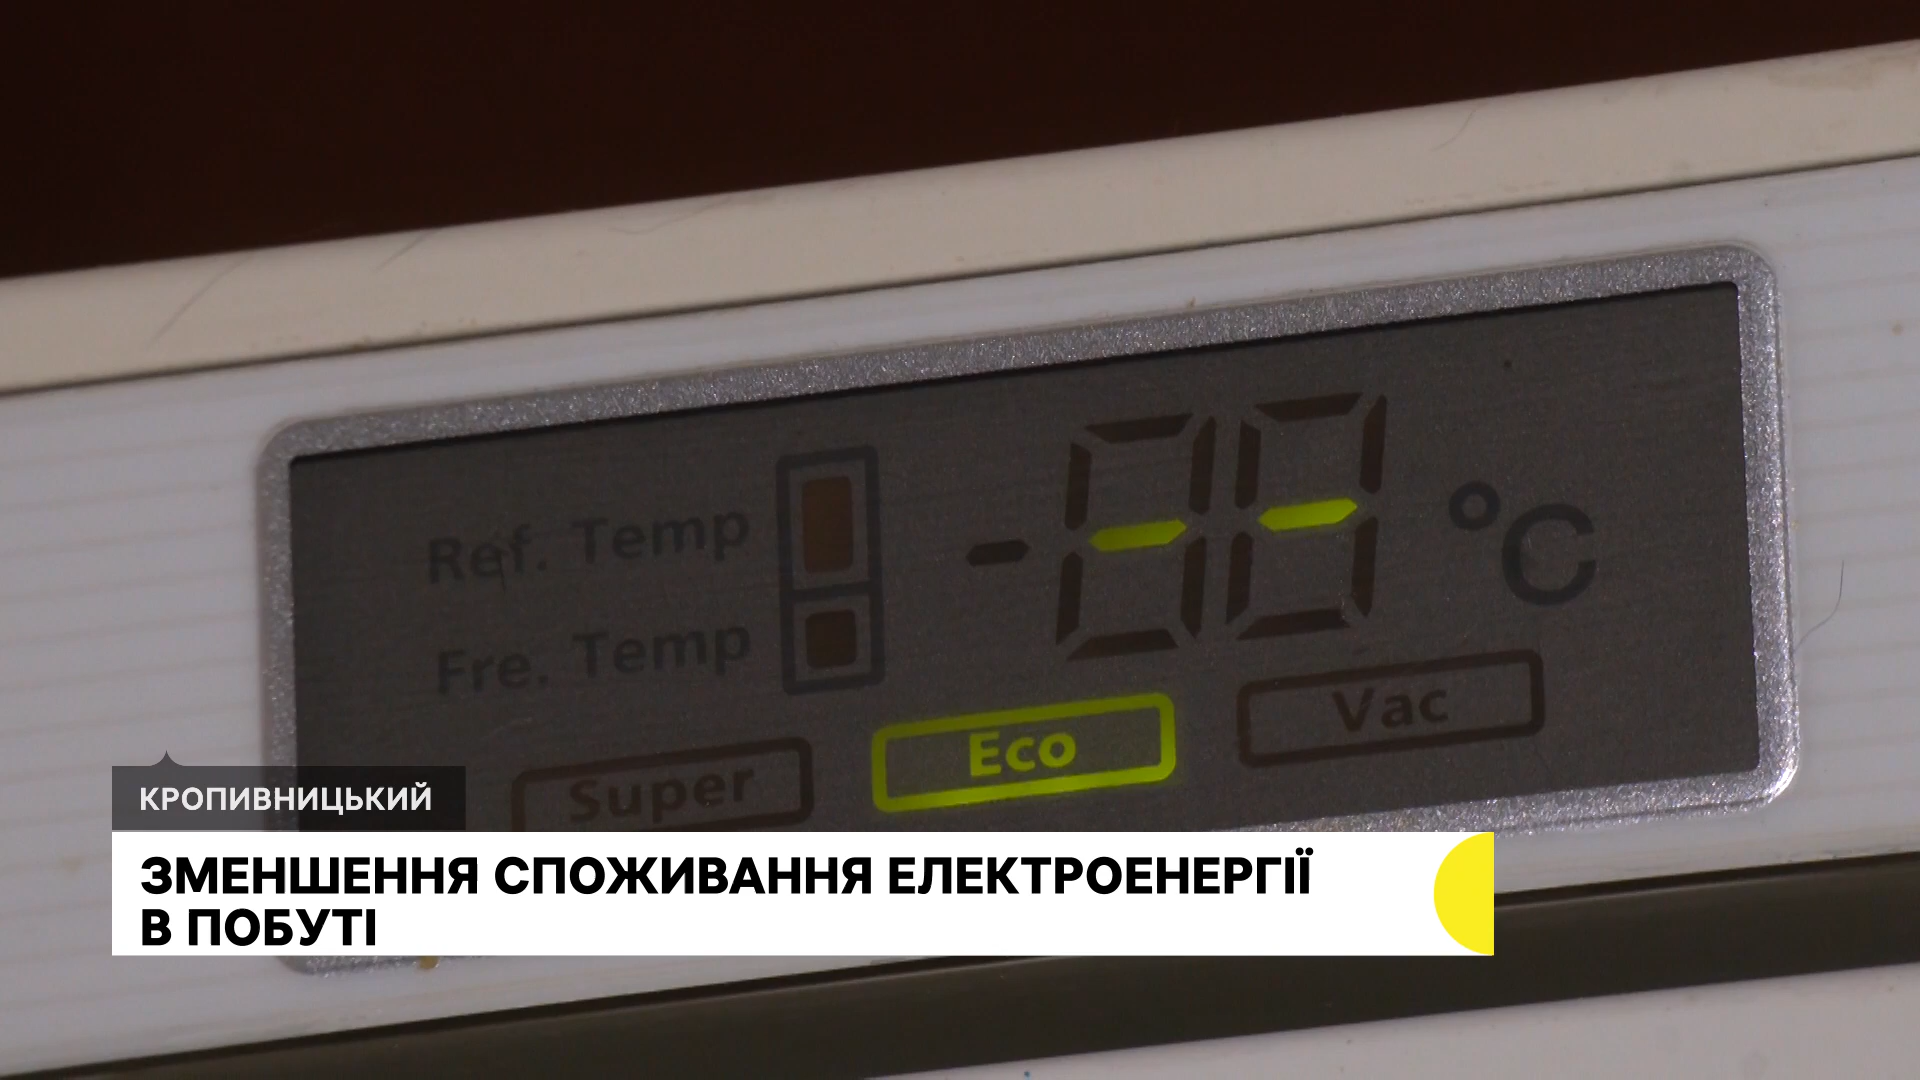 Ref. Temp
Fre. Temp
-- °C
Super
Eco
Vac
КРОПИВНИЦЬКИЙ
ЗМЕНШЕННЯ СПОЖИВАННЯ ЕЛЕКТРОЕНЕРГІЇ
В ПОБУТІ